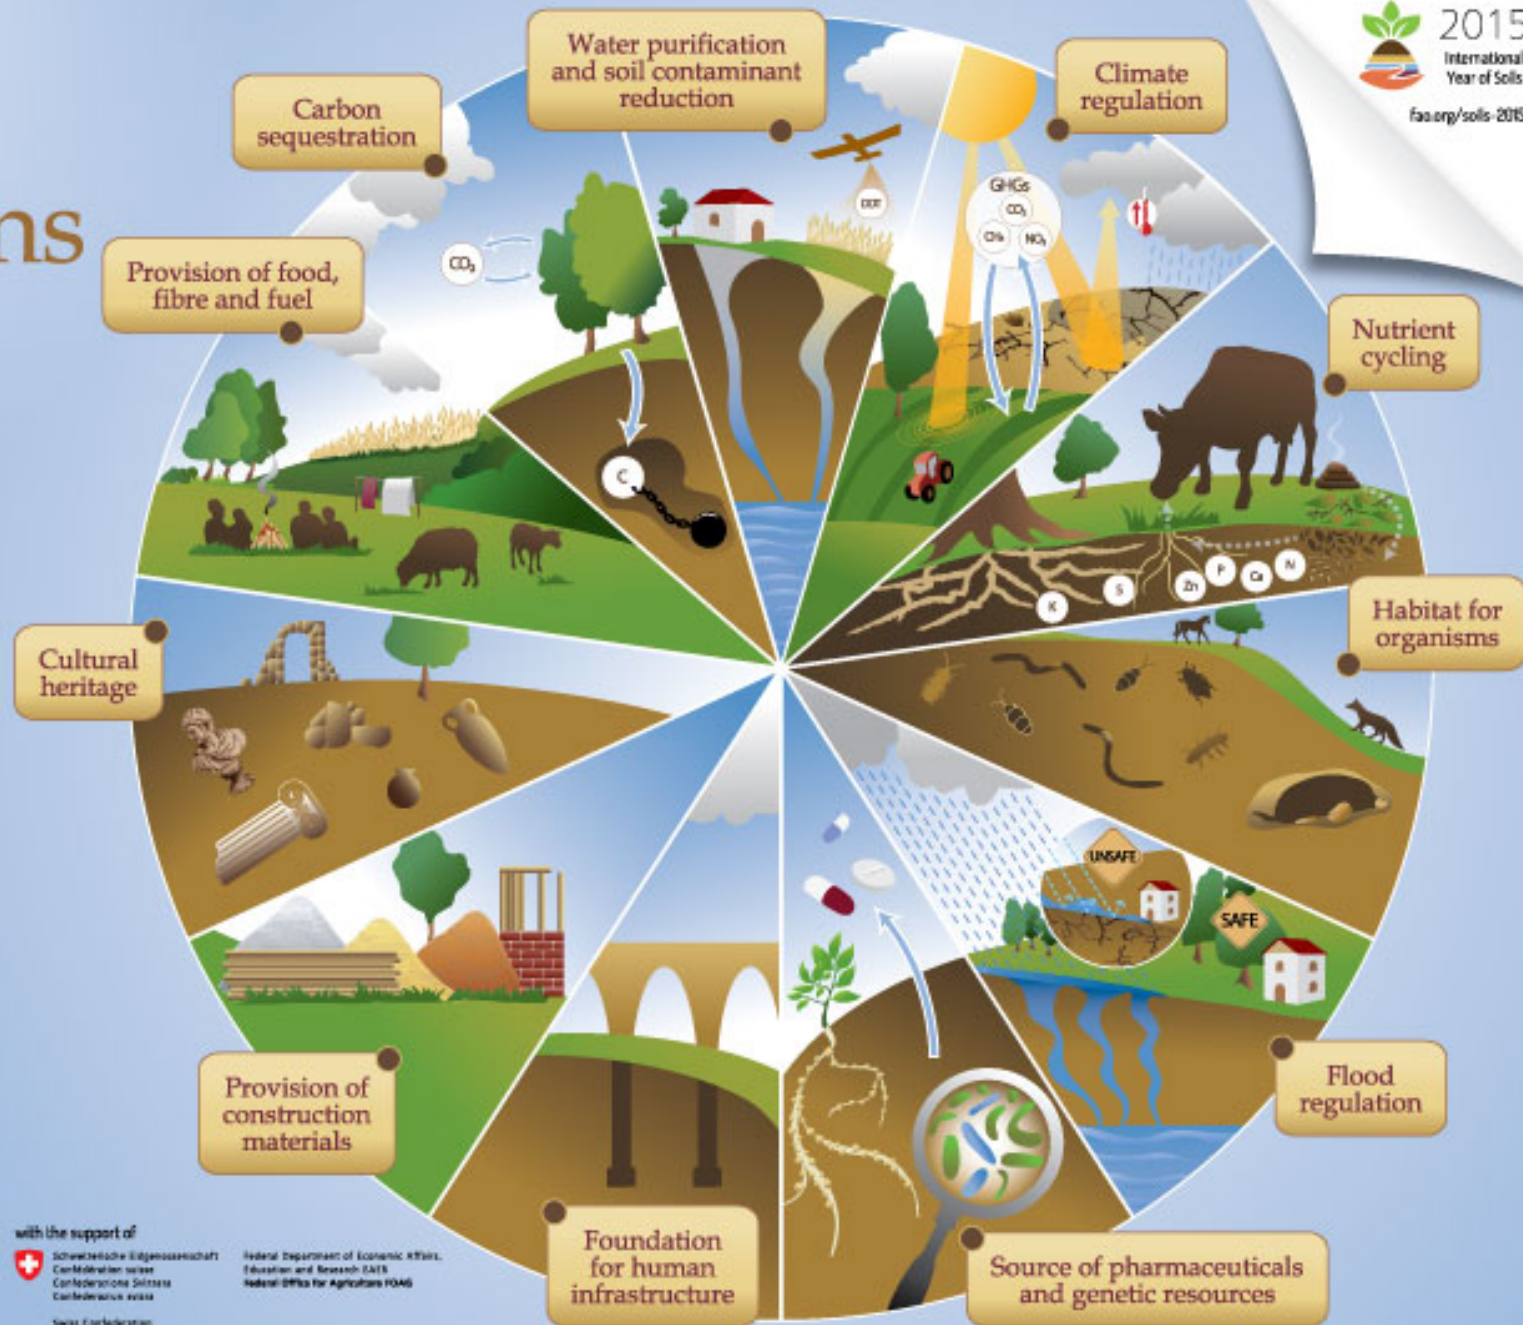 ns
2015
International
Year of Soils
fao.org/soils-2015
Water purification
and soil contaminant
reduction
Climate
regulation
Carbon
sequestration
DDT
GHGs
CO₂
CH₄
CO₂
Provision of food,
fibre and fuel
Nutrient
cycling
C
K
S
Zn
P
Ca
N
Habitat for
organisms
Cultural
heritage
UNSAFE
SAFE
Provision of
construction
materials
Flood
regulation
Foundation
for human
infrastructure
Source of pharmaceuticals
and genetic resources
with the support of
Schweizerische Eidgenossenschaft
Confédération suisse
Confederazione Svizzera
Confederaziun svizra
Swiss Confederation
Federal Department of Economic Affairs,
Education and Research EAER
Federal Office for Agriculture FOAG